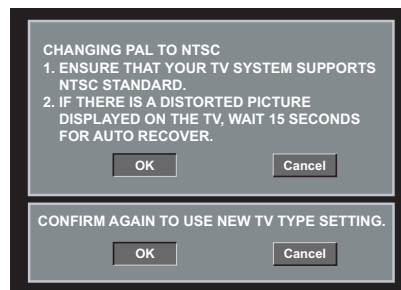 CHANGING PAL TO NTSC
1. ENSURE THAT YOUR TV SYSTEM SUPPORTS
NTSC STANDARD.
2. IF THERE IS A DISTORTED PICTURE
DISPLAYED ON THE TV, WAIT 15 SECONDS
FOR AUTO RECOVER.
OK Cancel
CONFIRM AGAIN TO USE NEW TV TYPE SETTING.
OK Cancel